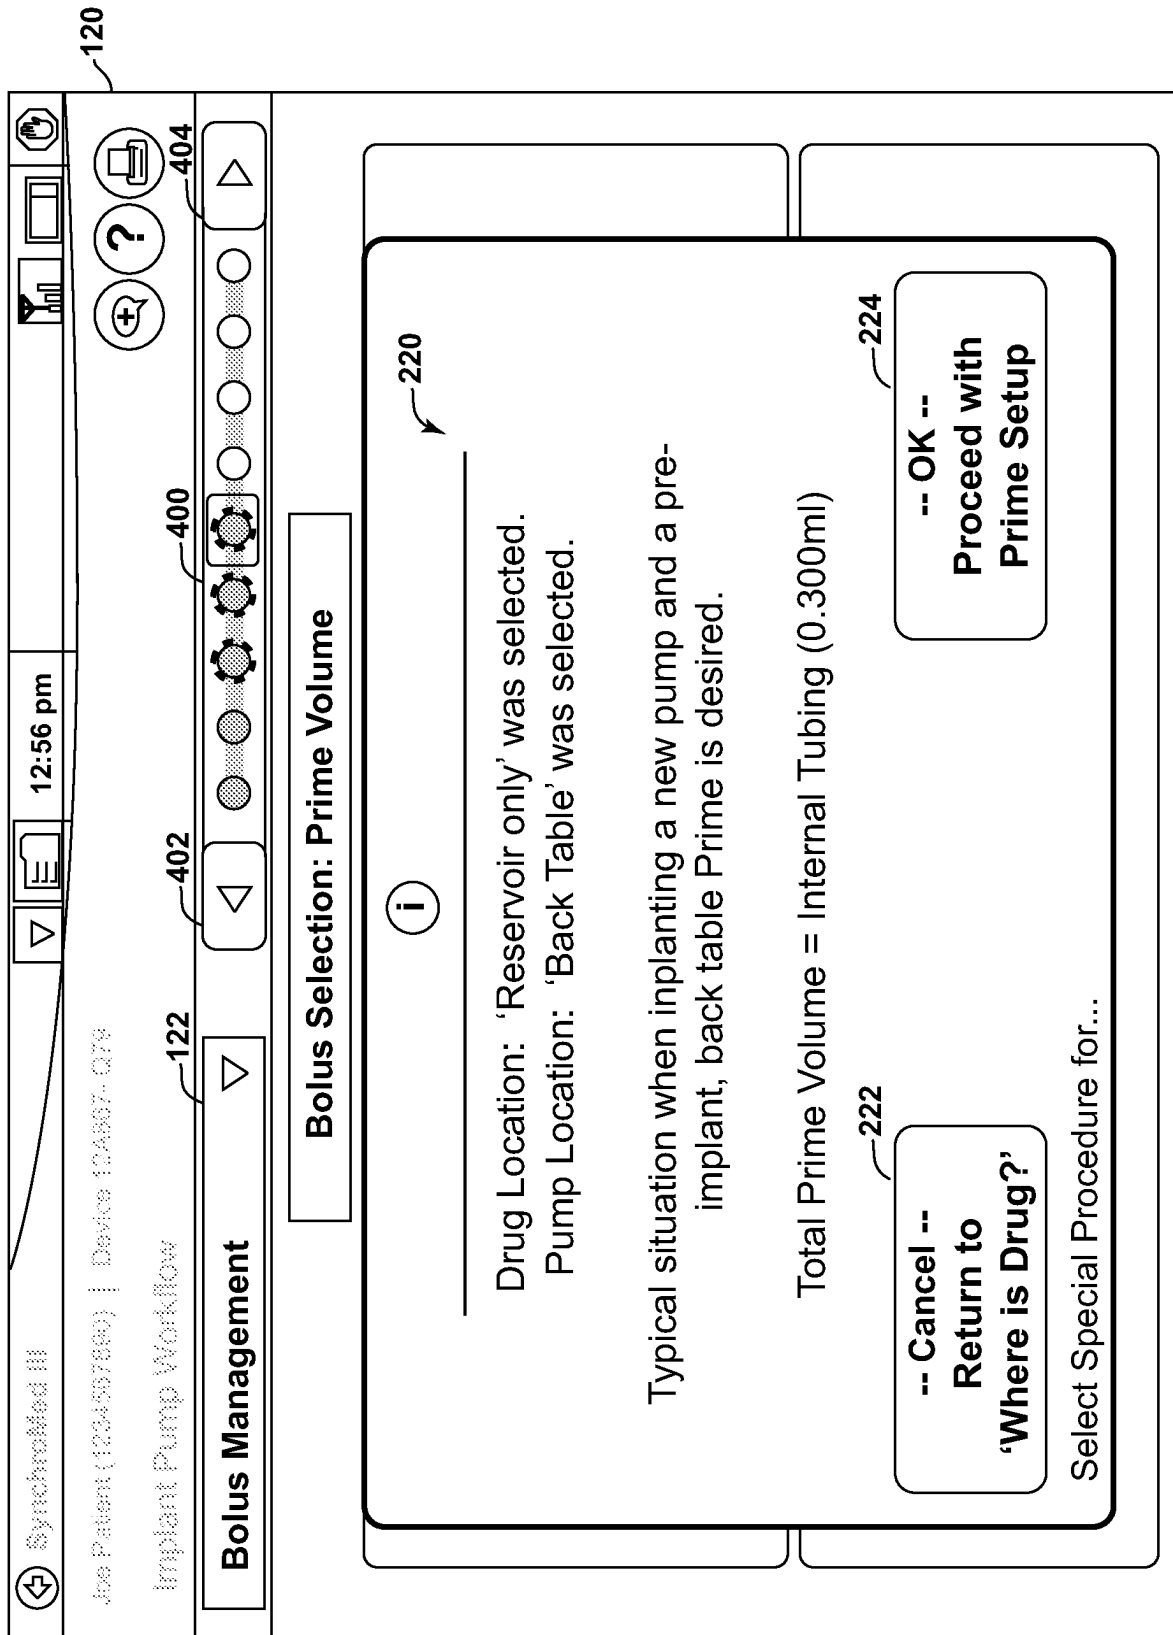 SynchroMed III
12:56 pm
120
Joe Patient (1234567890) | Device 12A867- Q79
Implant Pump Workflow
?
122
402
400
404
Bolus Management
Bolus Selection: Prime Volume
i
220
Drug Location: ‘Reservoir only’ was selected.
Pump Location: ‘Back Table’ was selected.
Typical situation when inplanting a new pump and a pre-
implant, back table Prime is desired.
Total Prime Volume = Internal Tubing (0.300ml)
222
-- Cancel --
Return to
‘Where is Drug?’
224
-- OK --
Proceed with
Prime Setup
Select Special Procedure for...